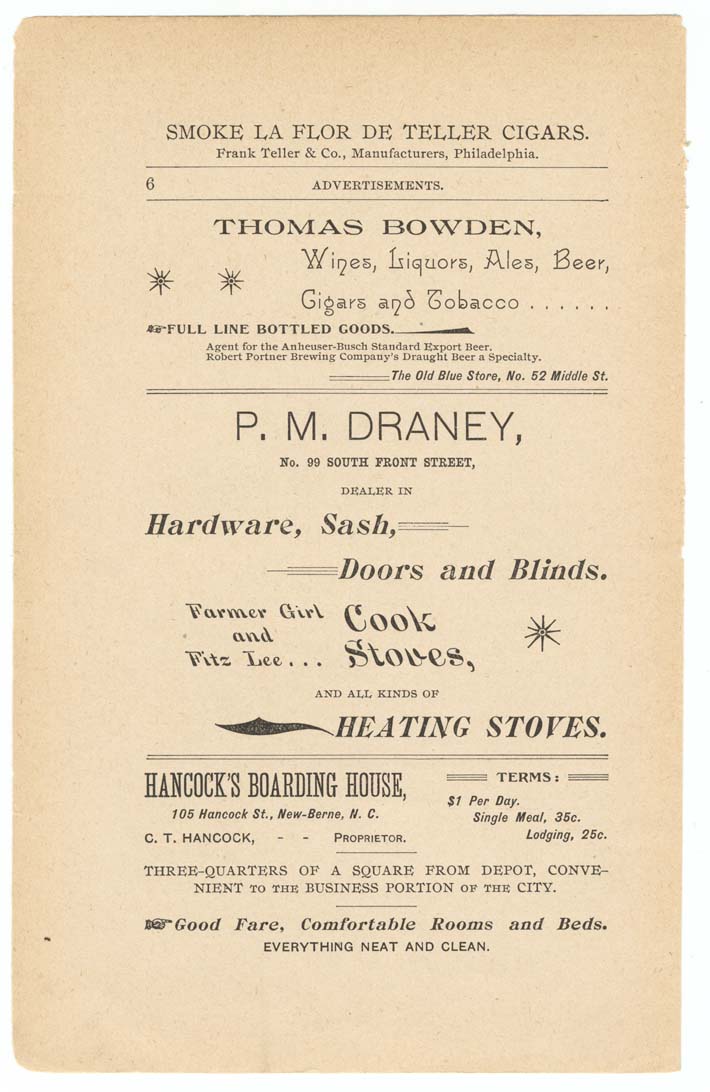 SMOKE LA FLOR DE TELLER CIGARS.
Frank Teller & Co., Manufacturers, Philadelphia.
6 ADVERTISEMENTS.
THOMAS BOWDEN,
Wines, Liquors, Ales, Beer,
Cigars and Tobacco . . . . . .
FULL LINE BOTTLED GOODS.
Agent for the Anheuser-Busch Standard Export Beer.
Robert Portner Brewing Company's Draught Beer a Specialty.
The Old Blue Store, No. 52 Middle St.
P. M. DRANEY,
No. 99 SOUTH FRONT STREET,
DEALER IN
Hardware, Sash,
Doors and Blinds.
Farmer Girl
and
Fitz Lee . . .
Cook
Stoves,
AND ALL KINDS OF
HEATING STOVES.
HANCOCK'S BOARDING HOUSE,
105 Hancock St., New-Berne, N. C.
C. T. HANCOCK, - - PROPRIETOR.
TERMS:
$1 Per Day.
Single Meal, 35c.
Lodging, 25c.
THREE-QUARTERS OF A SQUARE FROM DEPOT, CONVE-
NIENT TO THE BUSINESS PORTION OF THE CITY.
Good Fare, Comfortable Rooms and Beds.
EVERYTHING NEAT AND CLEAN.